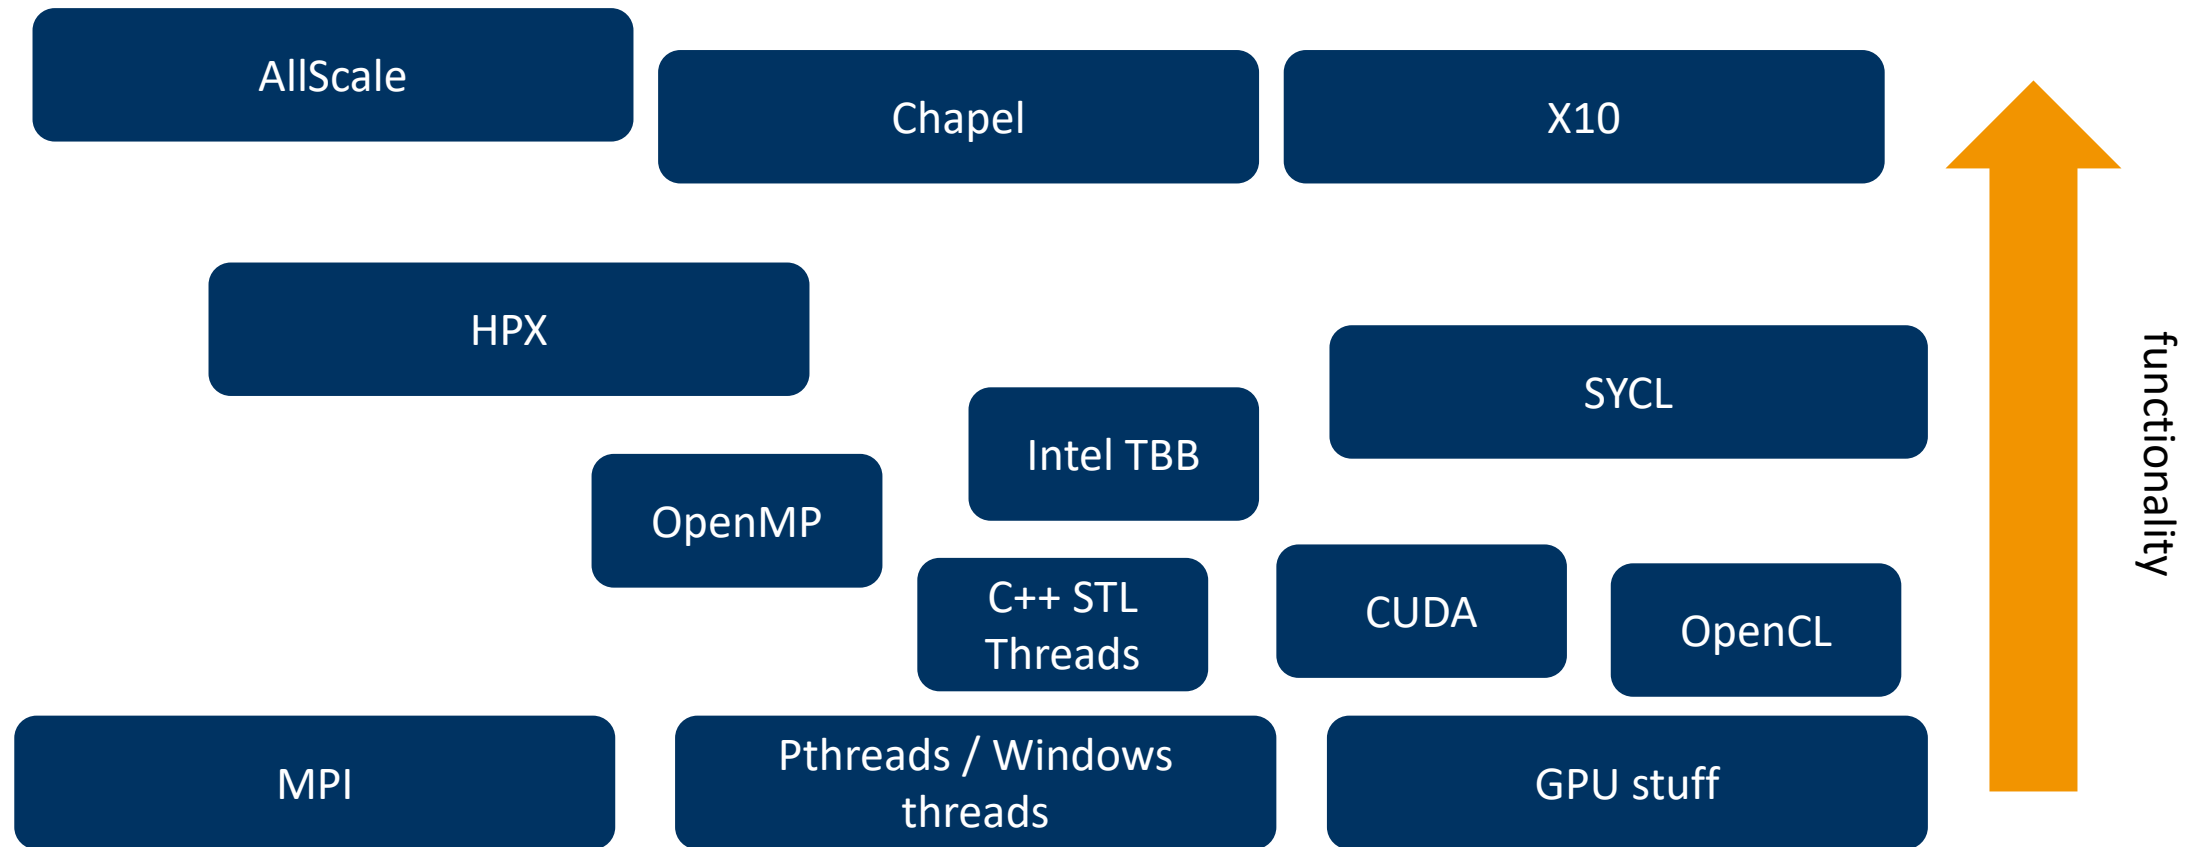 AllScale
Chapel
X10
HPX
SYCL
Intel TBB
OpenMP
C++ STL
Threads
CUDA
OpenCL
MPI
Pthreads / Windows
threads
GPU stuff
functionality